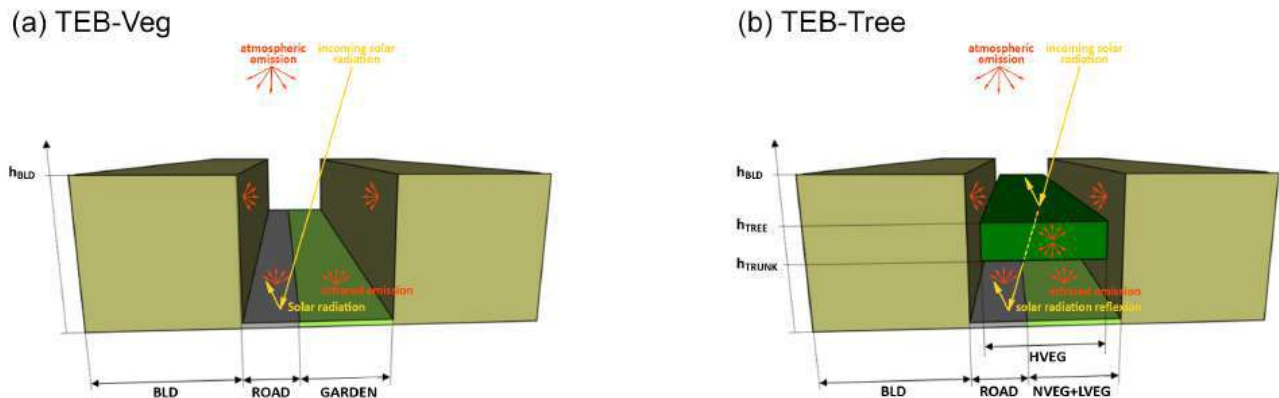 (a) TEB-Veg
(b) TEB-Tree
atmospheric
emission
incoming solar
radiation
hBLD
infrared emission
Solar radiation
BLD
ROAD
GARDEN
atmospheric
emission
incoming solar
radiation
hBLD
hTREE
hTRUNK
infrared emission
solar radiation reflexion
HVEG
BLD
ROAD
NVEG+LVEG